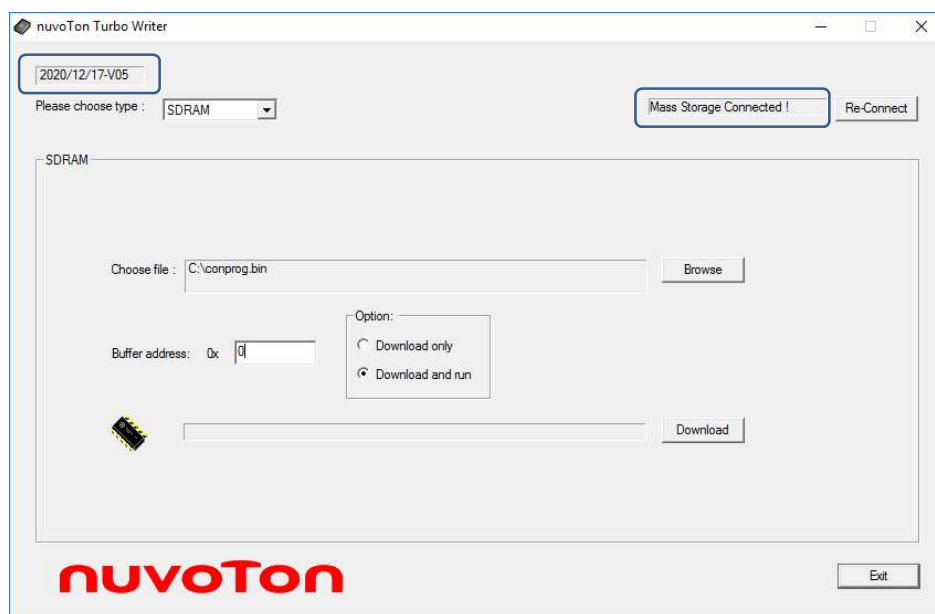 nuvoTon Turbo Writer
2020/12/17-V05
Please choose type : SDRAM Mass Storage Connected ! Re-Connect
SDRAM
Choose file : C:\conprog.bin Browse
Option:
Download only
Buffer address: 0x 0
Download and run
Download
nuvoTon
Exit